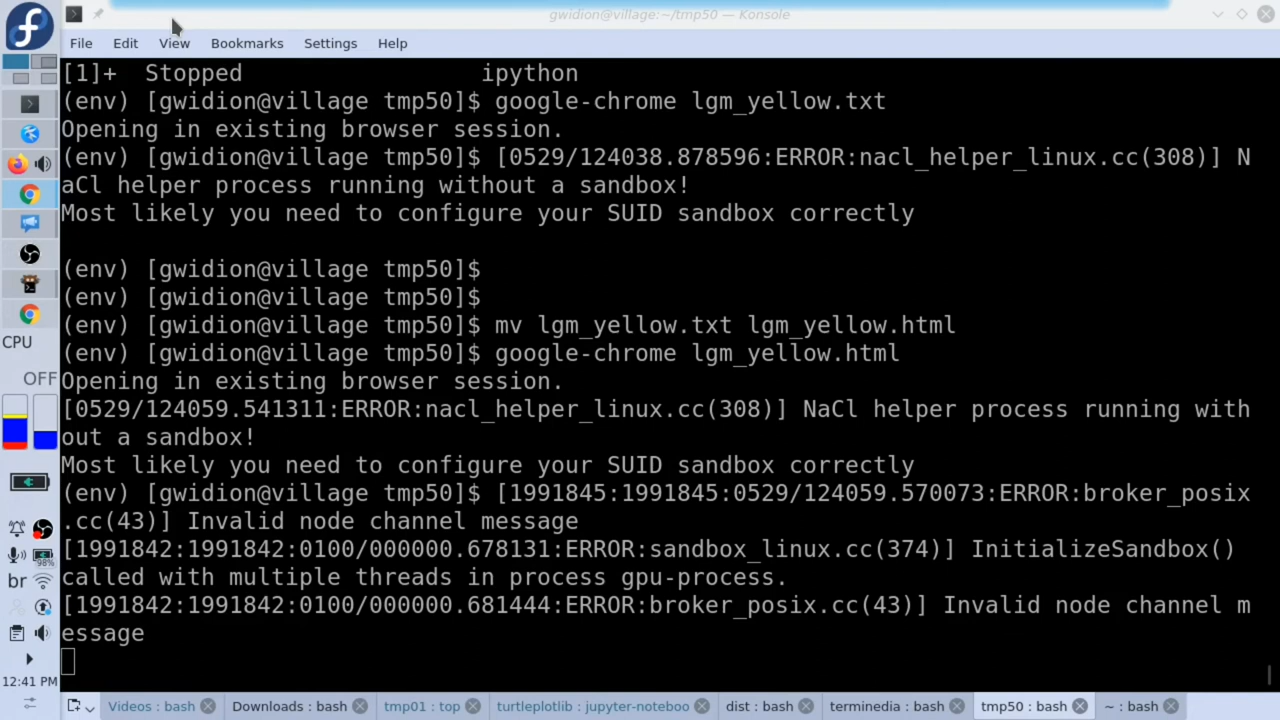 gwidion@village:~/tmp50 — Konsole
File Edit View Bookmarks Settings Help
[1]+  Stopped                 ipython
(env) [gwidion@village tmp50]$ google-chrome lgm_yellow.txt
Opening in existing browser session.
(env) [gwidion@village tmp50]$ [0529/124038.878596:ERROR:nacl_helper_linux.cc(308)] N
aCl helper process running without a sandbox!
Most likely you need to configure your SUID sandbox correctly
(env) [gwidion@village tmp50]$
(env) [gwidion@village tmp50]$
(env) [gwidion@village tmp50]$ mv lgm_yellow.txt lgm_yellow.html
(env) [gwidion@village tmp50]$ google-chrome lgm_yellow.html
Opening in existing browser session.
[0529/124059.541311:ERROR:nacl_helper_linux.cc(308)] NaCl helper process running with
out a sandbox!
Most likely you need to configure your SUID sandbox correctly
(env) [gwidion@village tmp50]$ [1991845:1991845:0529/124059.570073:ERROR:broker_posix
.cc(43)] Invalid node channel message
[1991842:1991842:0100/000000.678131:ERROR:sandbox_linux.cc(374)] InitializeSandbox()
called with multiple threads in process gpu-process.
[1991842:1991842:0100/000000.681444:ERROR:broker_posix.cc(43)] Invalid node channel m
essage
CPU
OFF
98%
br
12:41 PM
Videos : bash Downloads : bash tmp01 : top turtleplotlib : jupyter-noteboo dist : bash terminedia : bash tmp50 : bash ~ : bash